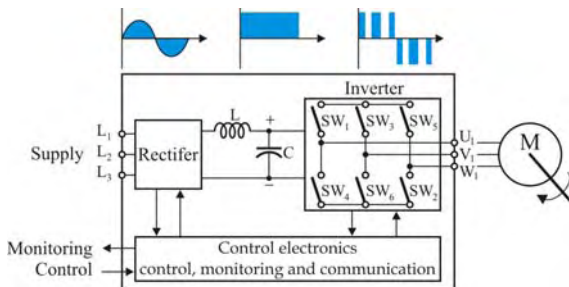 Inverter
L
+
SW1 SW3 SW5
L1
U1
Supply
L2
Rectifer
C
V1
M
L3
W1
−
SW4 SW6 SW2
Monitoring
Control electronics
Control
control, monitoring and communication